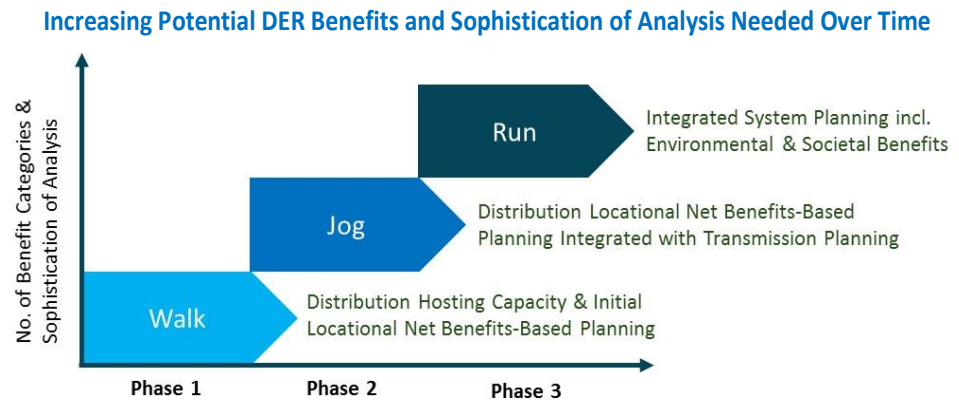 Increasing Potential DER Benefits and Sophistication of Analysis Needed Over Time
No. of Benefit Categories &
Sophistication of Analysis
Run
Integrated System Planning incl.
Environmental & Societal Benefits
Jog
Distribution Locational Net Benefits-Based
Planning Integrated with Transmission Planning
Walk
Distribution Hosting Capacity & Initial
Locational Net Benefits-Based Planning
Phase 1
Phase 2
Phase 3